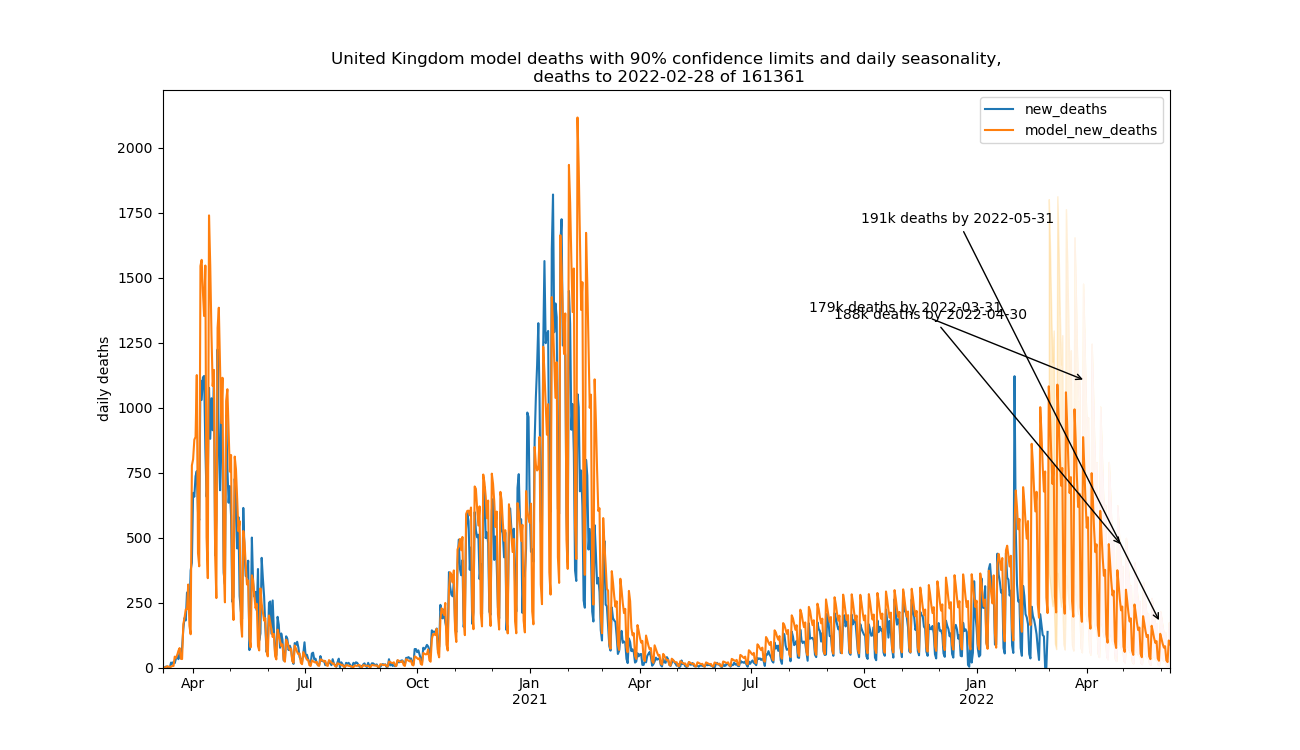 United Kingdom model deaths with 90% confidence limits and daily seasonality,
deaths to 2022-02-28 of 161361
new_deaths
model_new_deaths
daily deaths
2000
1750
1500
1250
1000
750
500
250
0
191k deaths by 2022-05-31
179k deaths by 2022-03-31
188k deaths by 2022-04-30
Apr Jul Oct Jan Apr Jul Oct Jan Apr
2021 2022